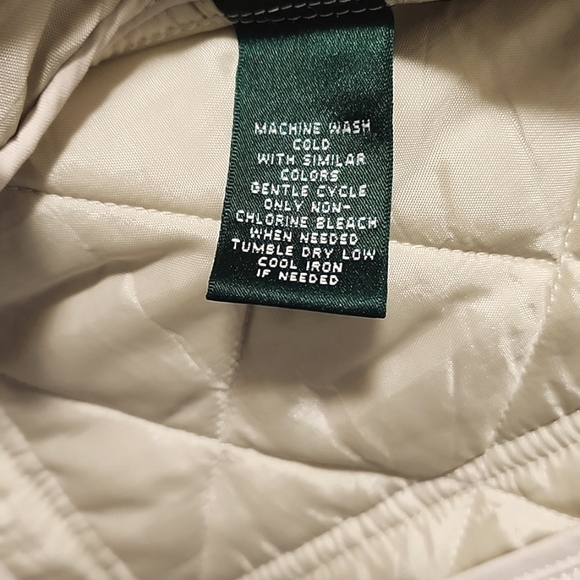 MACHINE WASH
COLD
WITH SIMILAR
COLORS
GENTLE CYCLE
ONLY NON-
CHLORINE BLEACH
WHEN NEEDED
TUMBLE DRY LOW
COOL IRON
IF NEEDED